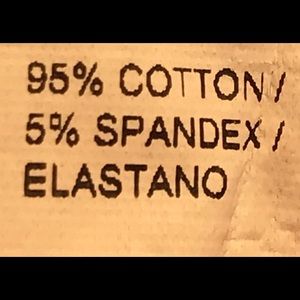 95% COTTON/
5% SPANDEX/
ELASTANO